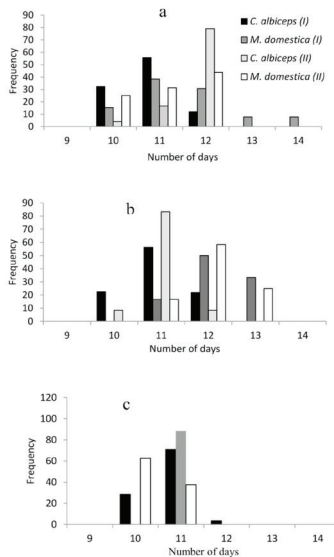 a
C. albiceps (I)
M. domestica (I)
C. albiceps (II)
M. domestica (II)
Frequency
90
80
70
60
50
40
30
20
10
0
9 10 11 12 13 14
Number of days
b
Frequency
90
80
70
60
50
40
30
20
10
0
9 10 11 12 13 14
Number of days
c
Frequency
120
100
80
60
40
20
0
9 10 11 12 13 14
Number of days